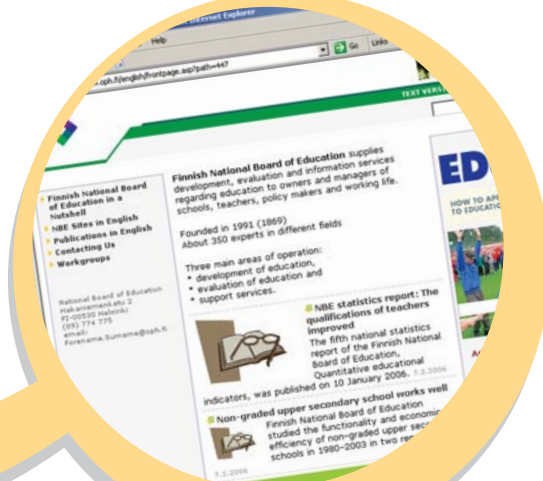 Internet Explorer
Help
Go Links
.oph.fi/english/frontpage.asp?path=447
TEXT VERS
Finnish National Board
of Education in a
Nutshell
NBE Sites in English
Publications in English
Contacting Us
Workgroups
National Board of Education
Hakaniemenkatu 2
FI-00530 Helsinki
(09) 774 775
email:
Forename.Surname@oph.fi
Finnish National Board of Education supplies
development, evaluation and information services
regarding education to owners and managers of
schools, teachers, policy makers and working life.
Founded in 1991 (1869)
About 350 experts in different fields
Three main areas of operation:
* development of education,
* evaluation of education and
* support services.
NBE statistics report: The
qualifications of teachers
improved
The fifth national statistics
report of the Finnish National
Board of Education,
Quantitative educational
indicators, was published on 10 January 2006. 7.2.2006
Non-graded upper secondary school works well
Finnish National Board of Education
studied the functionality and economic
efficiency of non-graded upper sec
schools in 1980-2003 in two re
7.2.2006
ED
HOW TO AP
TO EDUCATIO